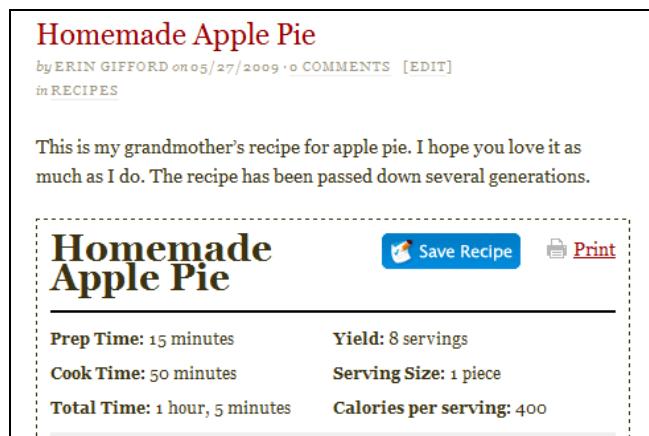 Homemade Apple Pie
by ERIN GIFFORD on 05/27/2009 · 0 COMMENTS [EDIT]
in RECIPES
This is my grandmother’s recipe for apple pie. I hope you love it as
much as I do. The recipe has been passed down several generations.
Homemade
Apple Pie
Save Recipe
Print
Prep Time: 15 minutes
Yield: 8 servings
Cook Time: 50 minutes
Serving Size: 1 piece
Total Time: 1 hour, 5 minutes
Calories per serving: 400